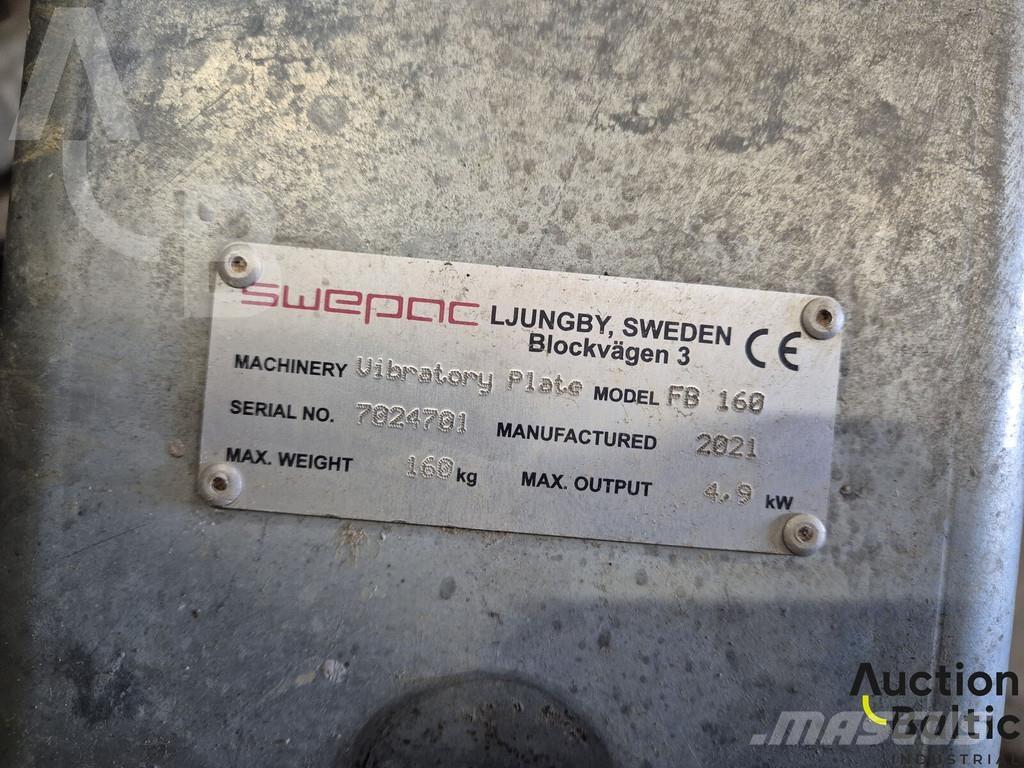 AB
swepac LJUNGBY, SWEDEN
Blockvägen 3 CE
MACHINERY Vibratory Plate MODEL FB 160
SERIAL NO. 7024701 MANUFACTURED 2021
MAX. WEIGHT 160 kg MAX. OUTPUT 4.9 kW
Auction
Baltic
MASCUS
INDUSTRIAL